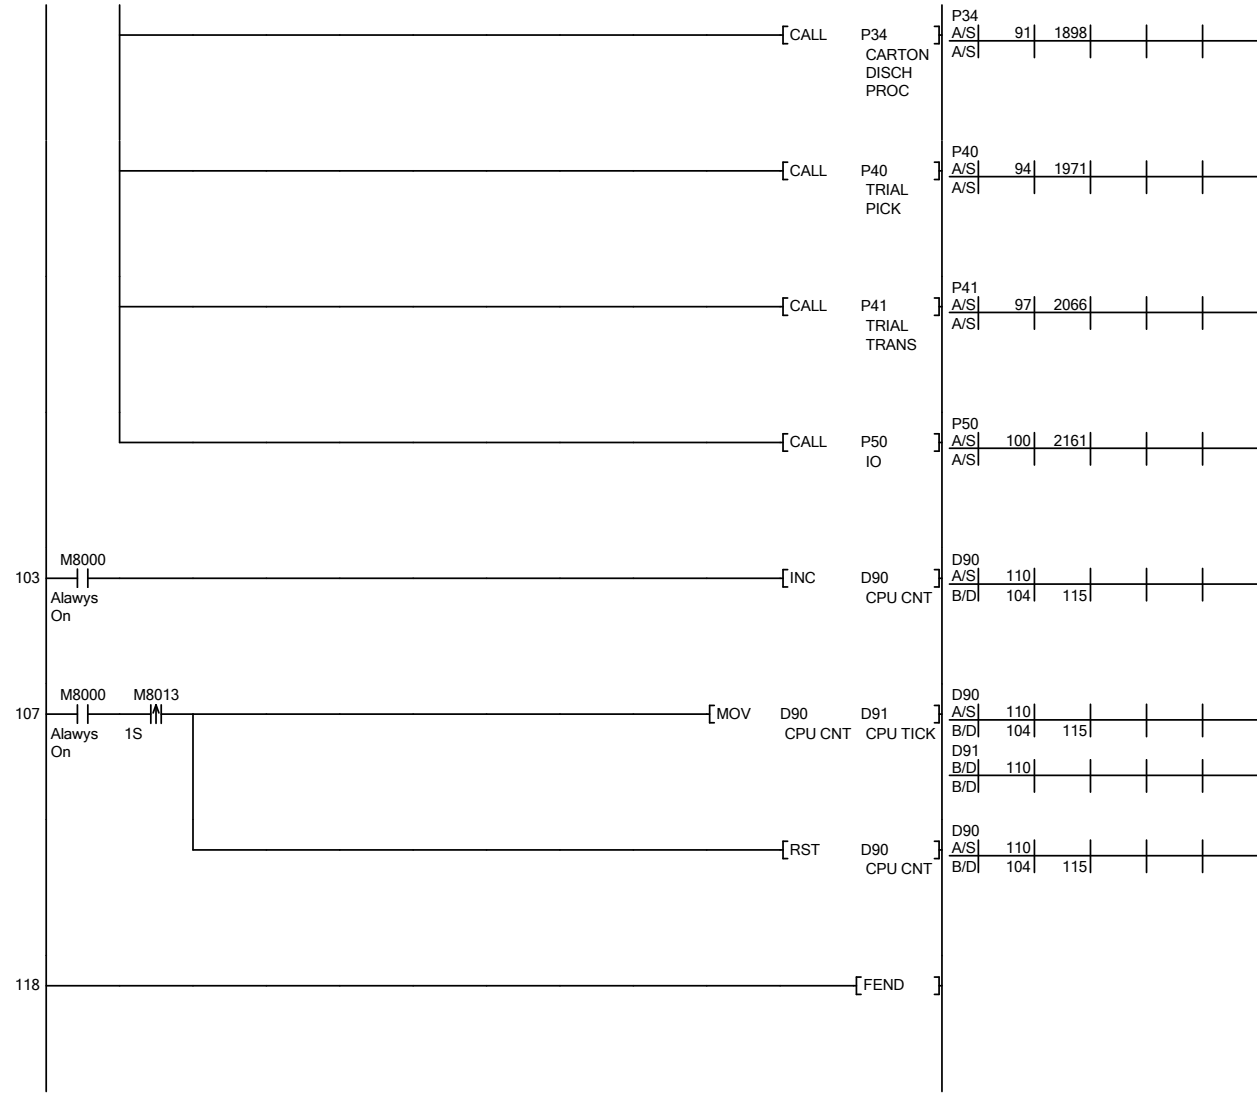 P34
[CALL P34 ] A/S 91 1898
CARTON A/S
DISCH
PROC
P40
[CALL P40 ] A/S 94 1971
TRIAL A/S
PICK
P41
[CALL P41 ] A/S 97 2066
TRIAL A/S
TRANS
P50
[CALL P50 ] A/S 100 2161
IO A/S
M8000 D90
103 [INC D90 ] A/S 110
Alawys CPU CNT B/D 104 115
On
M8000 M8013 D90
107 [MOV D90 D91 ] A/S 110
Alawys 1S CPU CNT CPU TICK B/D 104 115
On D91
B/D 110
B/D
D90
[RST D90 ] A/S 110
CPU CNT B/D 104 115
118 [FEND ]